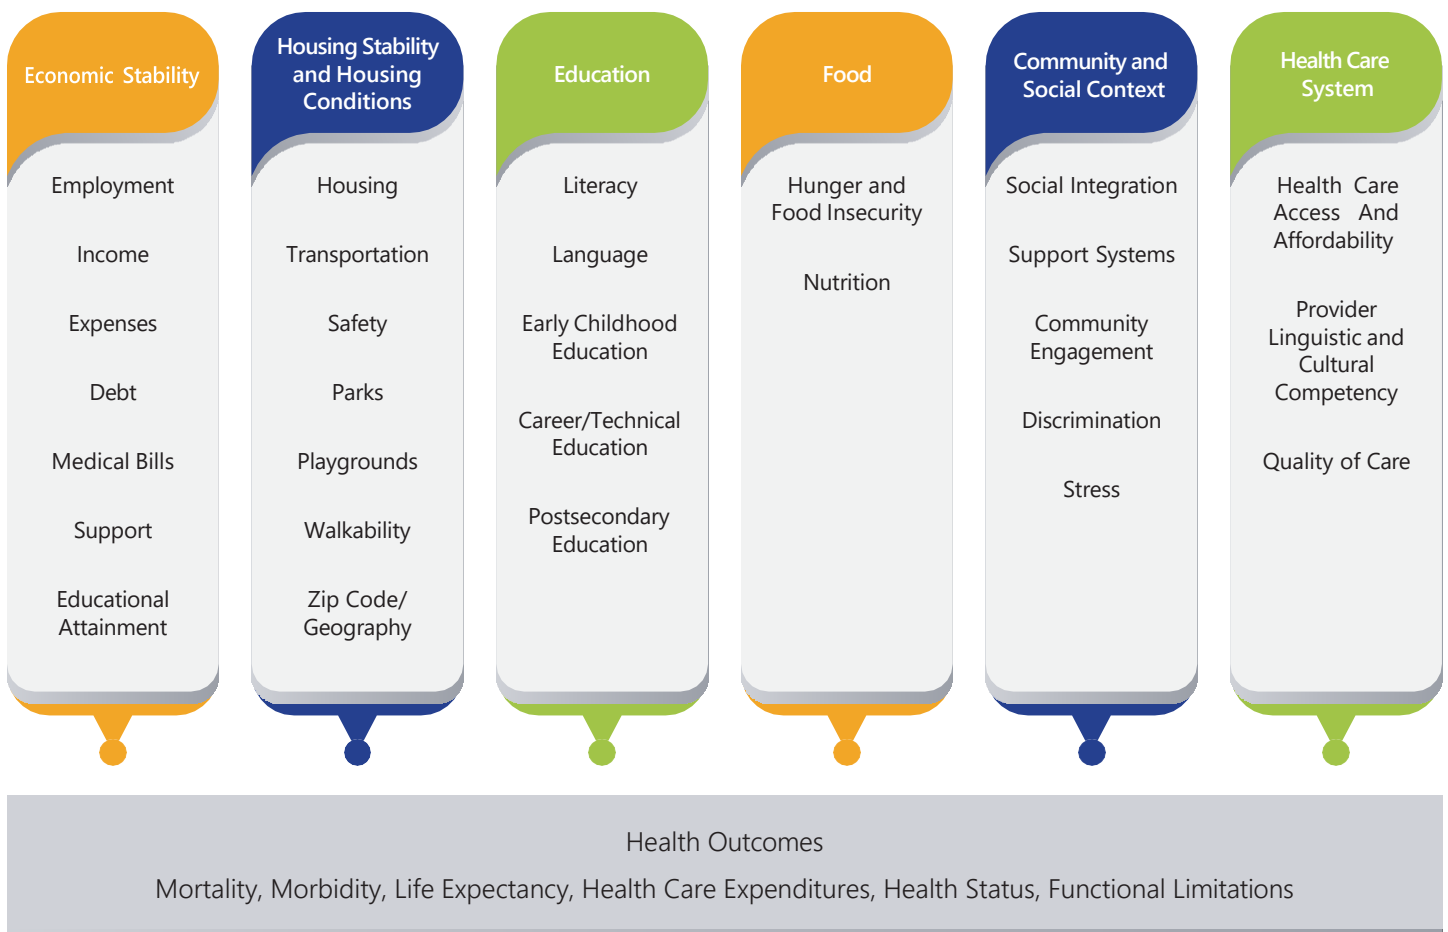 Economic Stability
Employment
Income
Expenses
Debt
Medical Bills
Support
Educational
Attainment
Housing Stability
and Housing
Conditions
Housing
Transportation
Safety
Parks
Playgrounds
Walkability
Zip Code/
Geography
Education
Literacy
Language
Early Childhood
Education
Career/Technical
Education
Postsecondary
Education
Food
Hunger and
Food Insecurity
Nutrition
Community and
Social Context
Social Integration
Support Systems
Community
Engagement
Discrimination
Stress
Health Care
System
Health Care
Access And
Affordability
Provider
Linguistic and
Cultural
Competency
Quality of Care
Health Outcomes
Mortality, Morbidity, Life Expectancy, Health Care Expenditures, Health Status, Functional Limitations